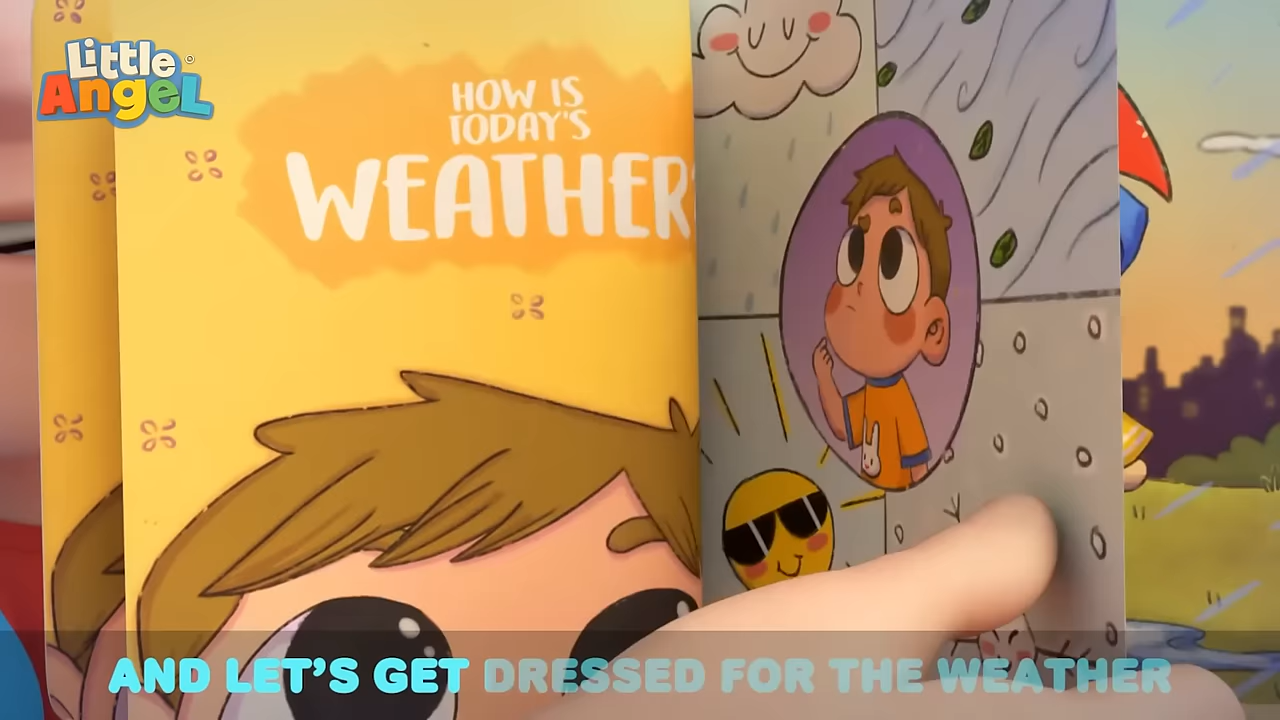 Little
Angel
HOW IS
TODAY'S
WEATHER?
AND LET'S GET DRESSED FOR THE WEATHER